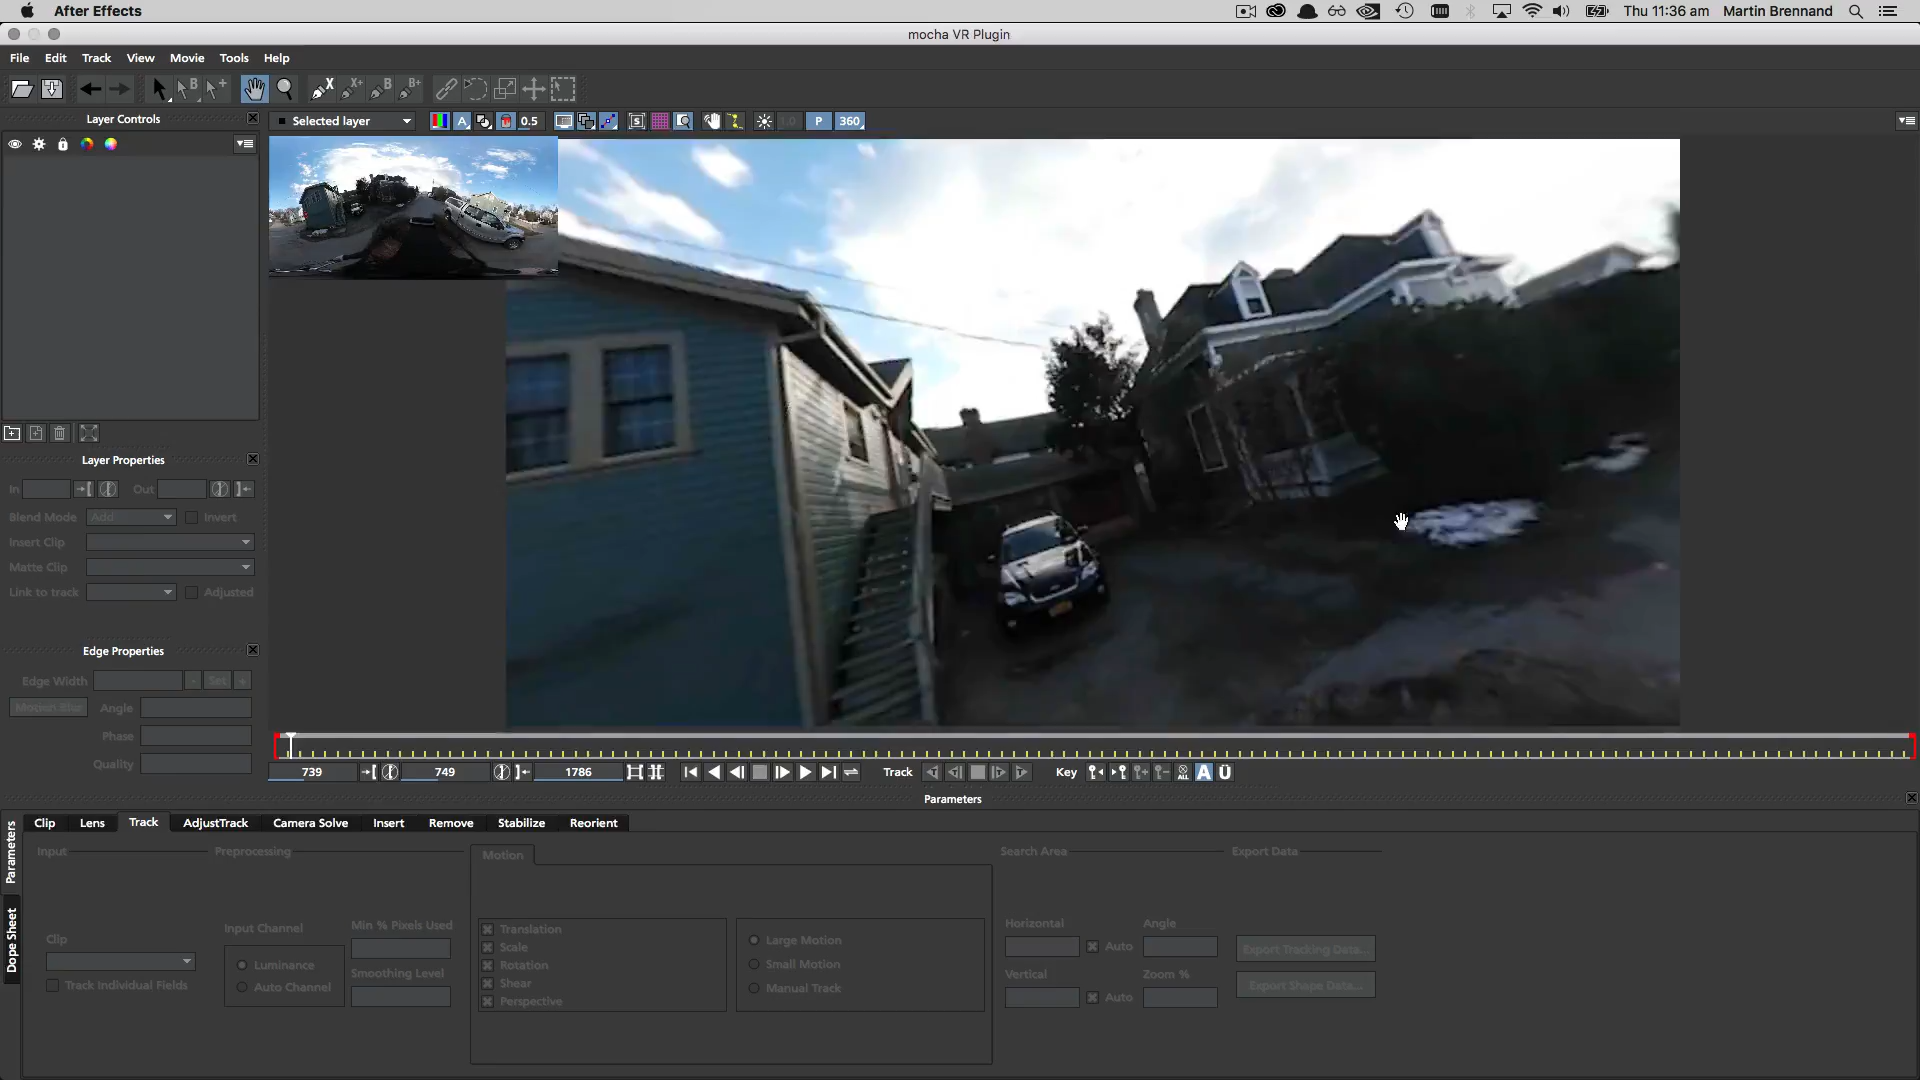 After Effects
Thu 11:36 am Martin Brennand
mocha VR Plugin
File Edit Track View Movie Tools Help
Layer Controls
Selected layer
A 0.5 S 1.0 P 360
Layer Properties
In Out
Blend Mode Add Invert
Insert Clip
Matte Clip
Link to track Adjusted
Edge Properties
Edge Width - Set +
Motion Blur Angle
Phase
Quality
739 749 1786 Track Key ALL A Ü
Parameters
Parameters
Dope Sheet
Clip Lens Track AdjustTrack Camera Solve Insert Remove Stabilize Reorient
Input Preprocessing Motion Search Area Export Data
Clip
Track Individual Fields
Input Channel
Luminance
Auto Channel
Min % Pixels Used
Smoothing Level
Translation
Scale
Rotation
Shear
Perspective
Large Motion
Small Motion
Manual Track
Horizontal Angle
Auto
Vertical Zoom %
Auto
Export Tracking Data...
Export Shape Data...